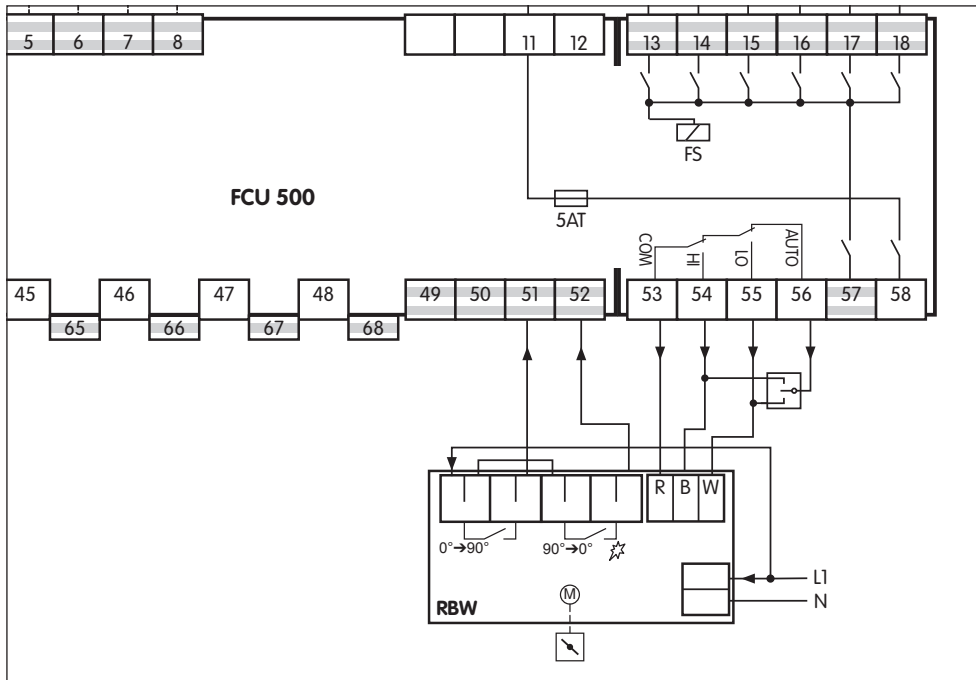 5 6 7 8 11 12 13 14 15 16 17 18
FS
FCU 500
5AT
COM HI LO AUTO
45 46 47 48 49 50 51 52 53 54 55 56 57 58
65 66 67 68
R B W
0°→90° 90°→0°
L1
M
N
RBW